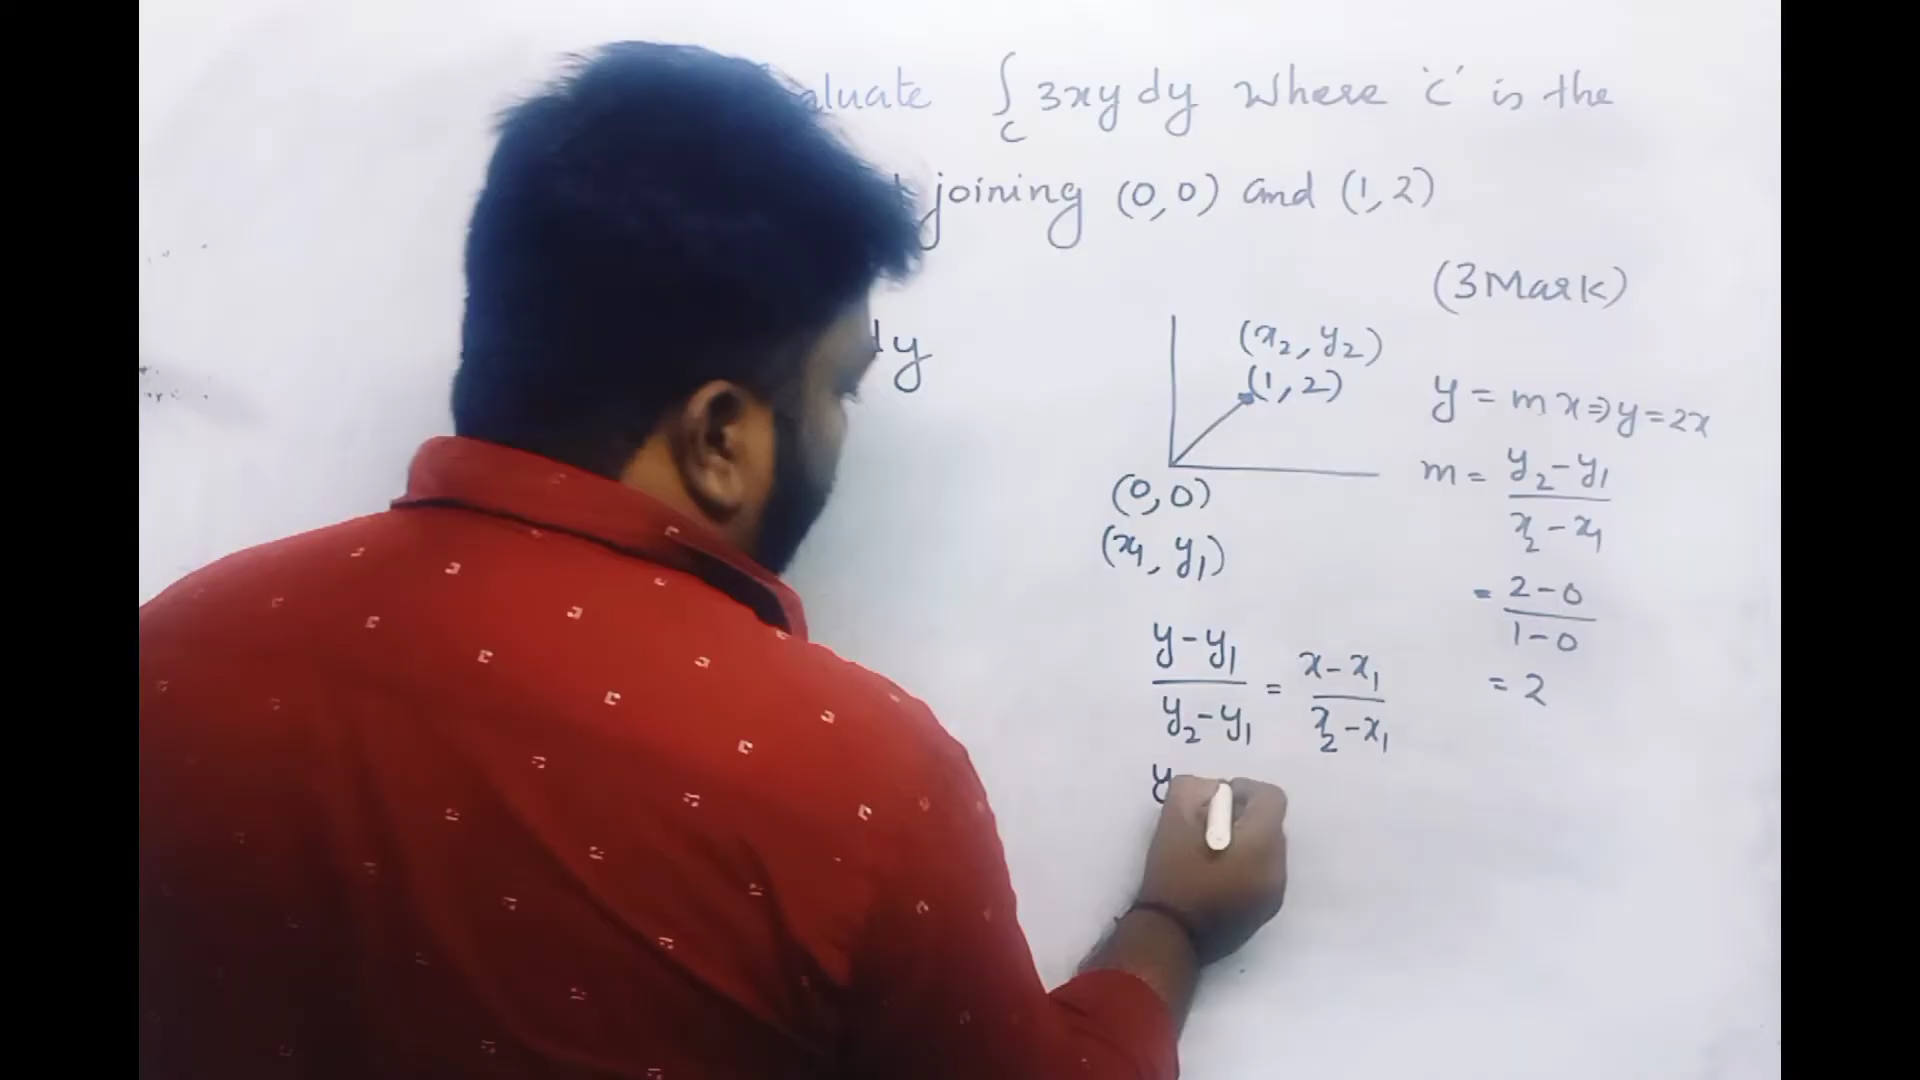 aluate ∫ 3xy dy where 'c' is the
C
joining (0,0) and (1,2)
(3 Mark)
dy
(x2, y2)
(1,2)
(0,0)
(x1, y1)
y = mx ⇒ y = 2x
m = y2-y1
x2-x1
= 2-0
1-0
= 2
y-y1 = x-x1
y2-y1 x2-x1
y